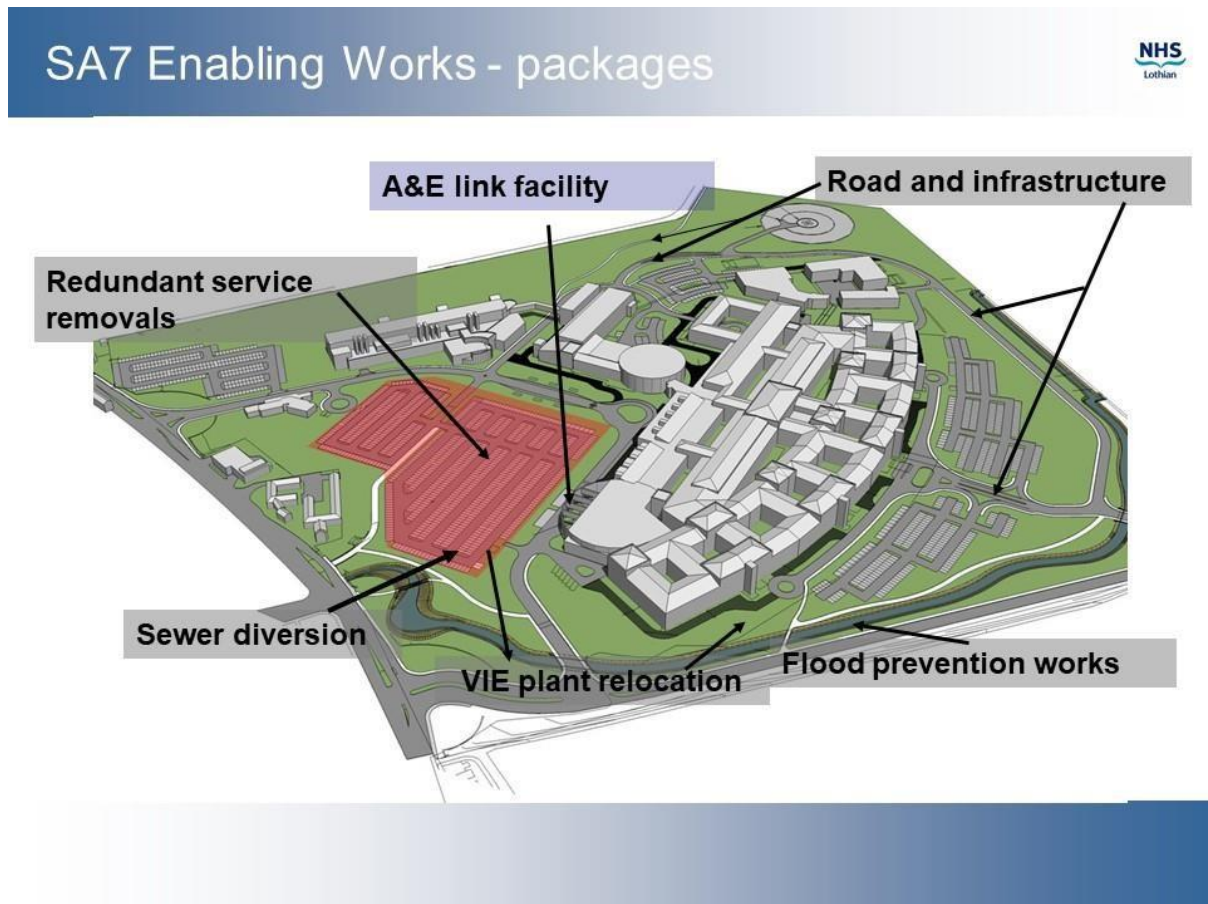 SA7 Enabling Works - packages
NHS
Lothian
A&E link facility
Road and infrastructure
Redundant service
removals
Sewer diversion
VIE plant relocation
Flood prevention works